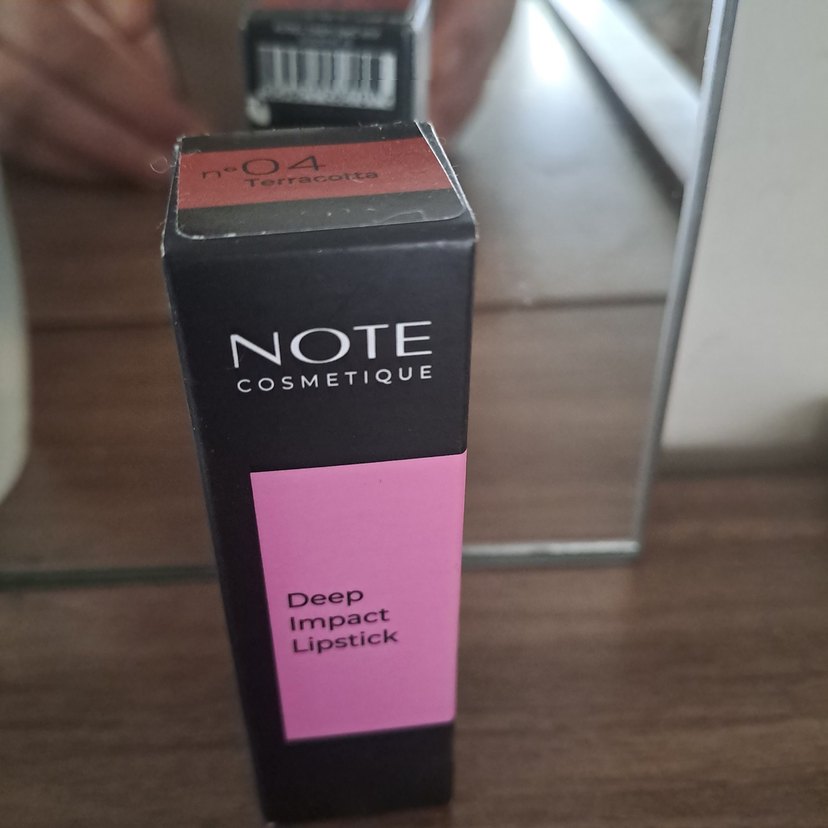 n°04
Terracotta
NOTE
COSMETIQUE
Deep
Impact
Lipstick